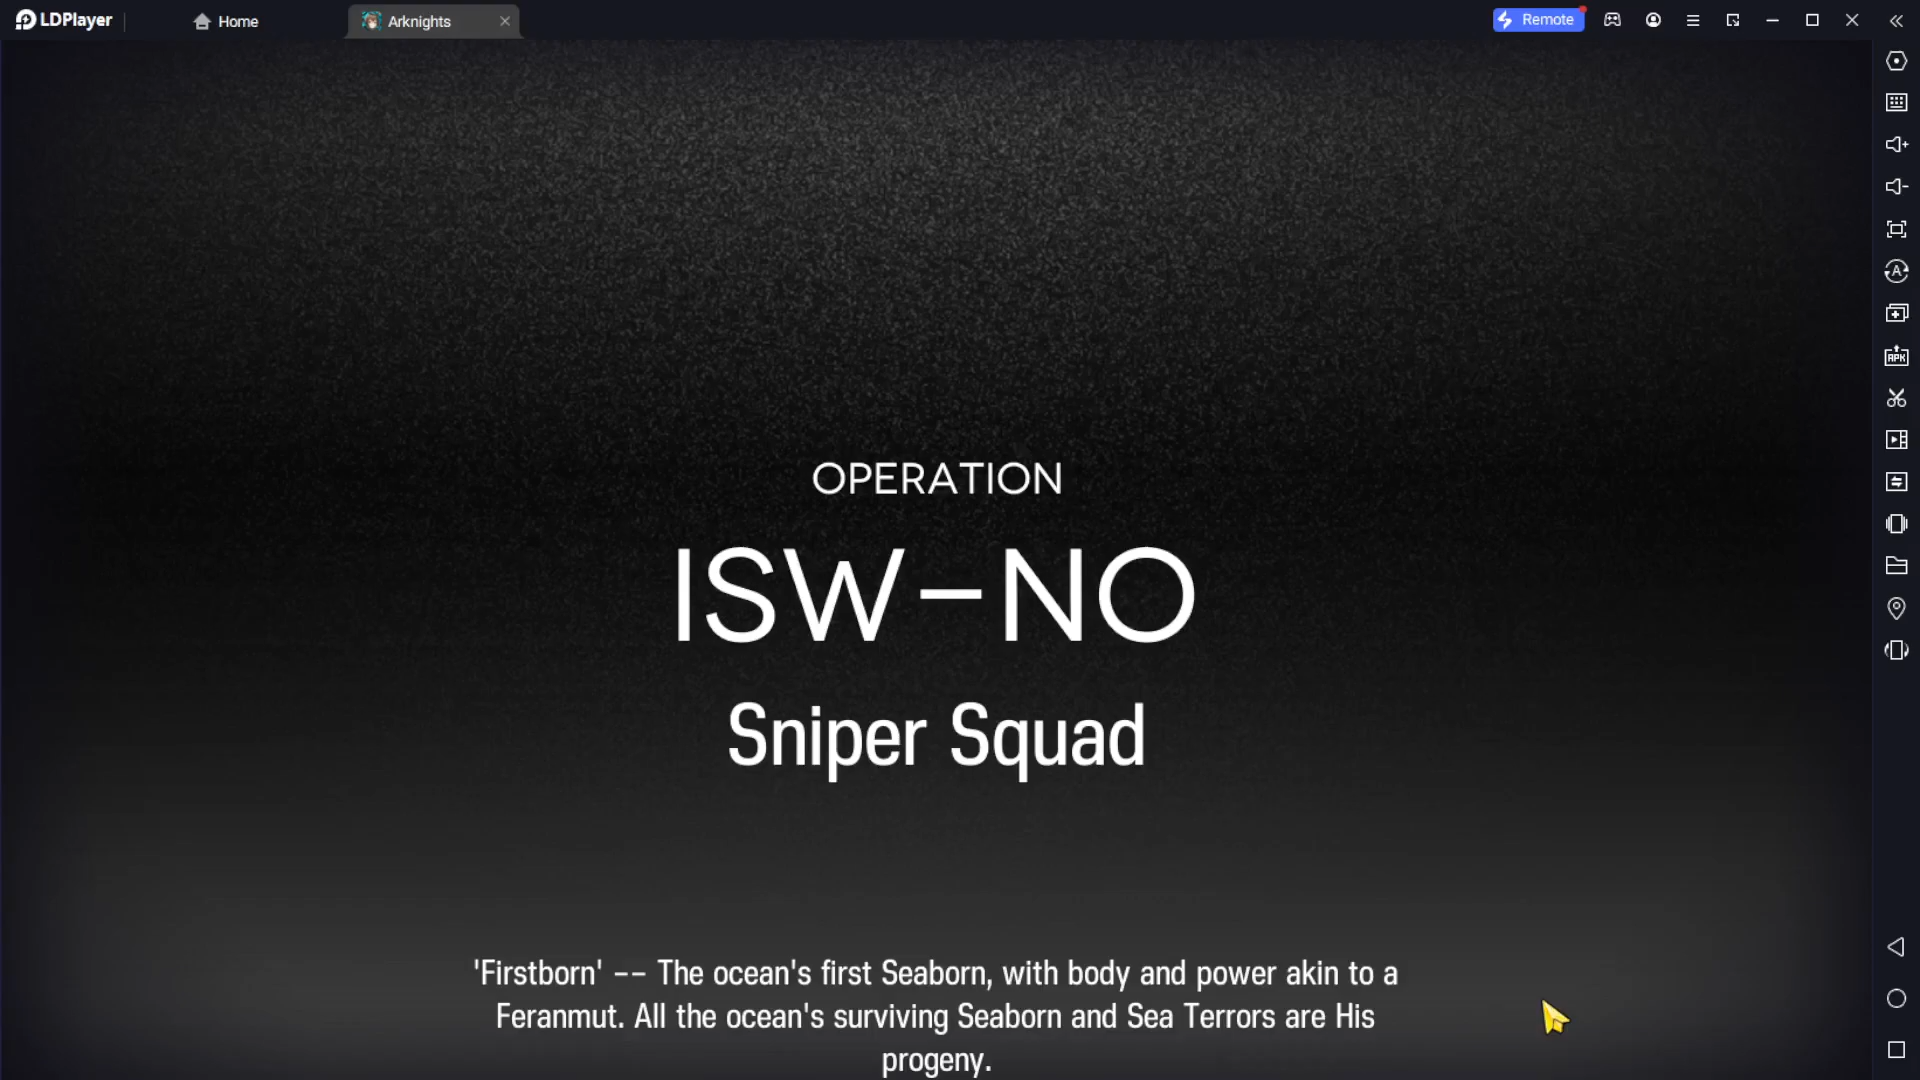 LDPlayer
Home
Arknights
Remote
OPERATION
ISW-NO
Sniper Squad
'Firstborn' -- The ocean's first Seaborn, with body and power akin to a
Feranmut. All the ocean's surviving Seaborn and Sea Terrors are His
progeny.
A
APK